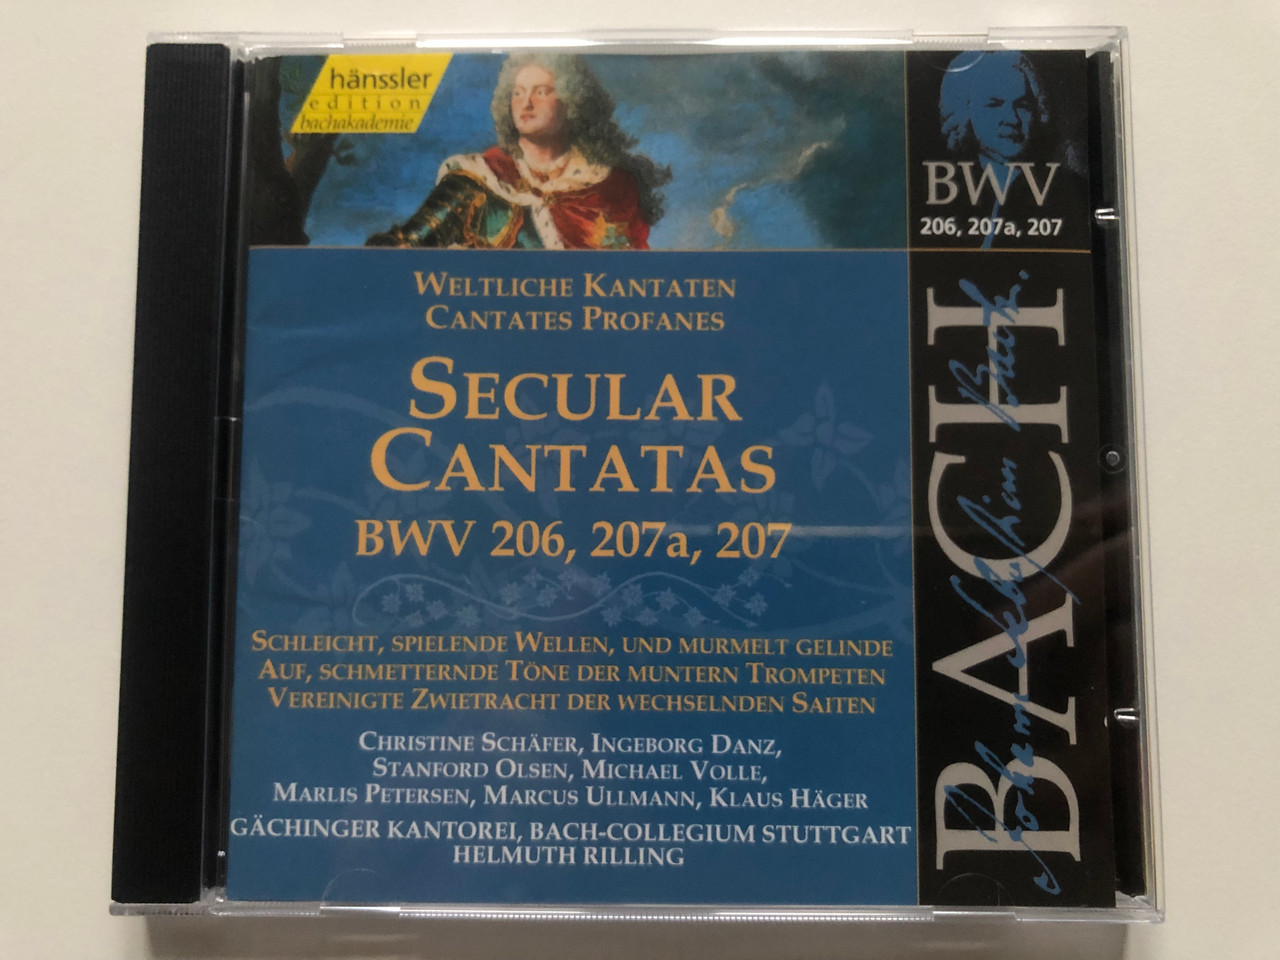 hänssler
edition
bachakademie
BWV
206, 207a, 207
WELTLICHE KANTATEN
CANTATES PROFANES
SECULAR
CANTATAS
BWV 206, 207a, 207
SCHLEICHT, SPIELENDE WELLEN, UND MURMELT GELINDE
AUF, SCHMETTERNDE TÖNE DER MUNTERN TROMPETEN
VEREINIGTE ZWIETRACHT DER WECHSELNDEN SAITEN
CHRISTINE SCHÄFER, INGEBORG DANZ,
STANFORD OLSEN, MICHAEL VOLLE,
MARLIS PETERSEN, MARCUS ULLMANN, KLAUS HÄGER
GÄCHINGER KANTOREI, BACH-COLLEGIUM STUTTGART
HELMUTH RILLING
BACH